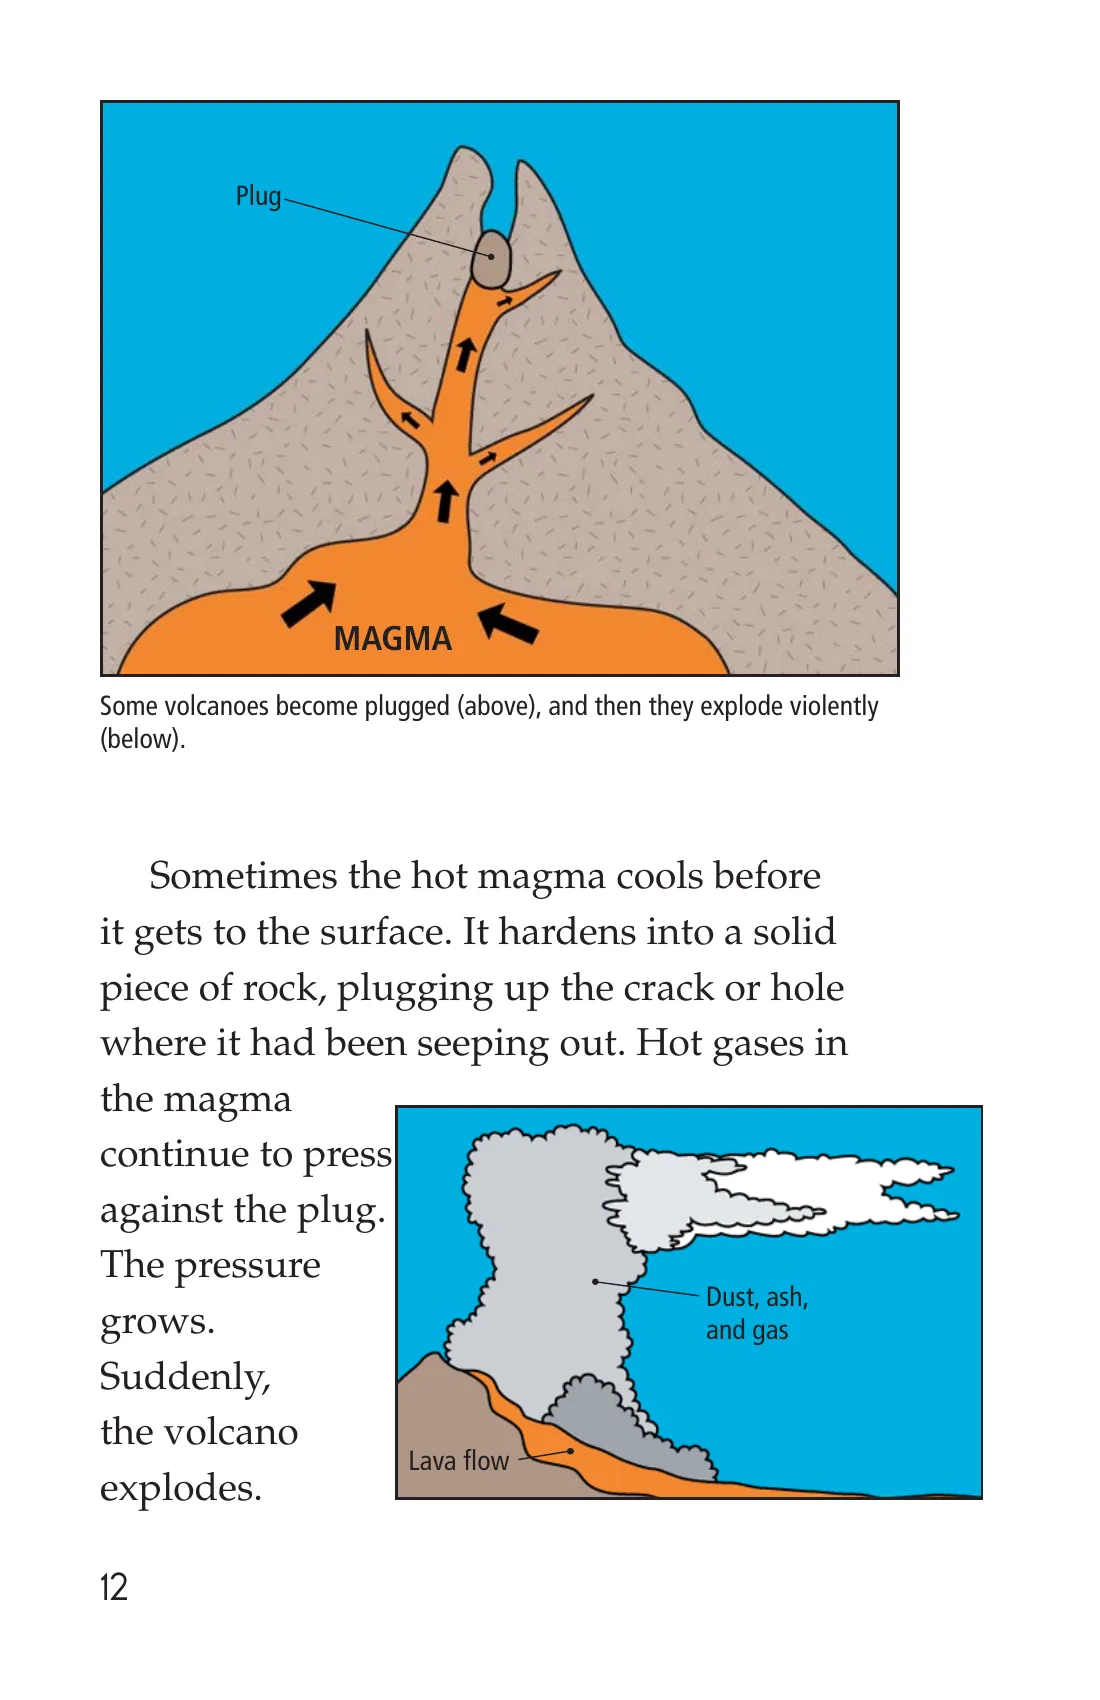 Plug
MAGMA
Some volcanoes become plugged (above), and then they explode violently
(below).
Sometimes the hot magma cools before
it gets to the surface. It hardens into a solid
piece of rock, plugging up the crack or hole
where it had been seeping out. Hot gases in
the magma
continue to press
against the plug.
The pressure
grows.
Suddenly,
the volcano
explodes.
Dust, ash,
and gas
Lava flow
12